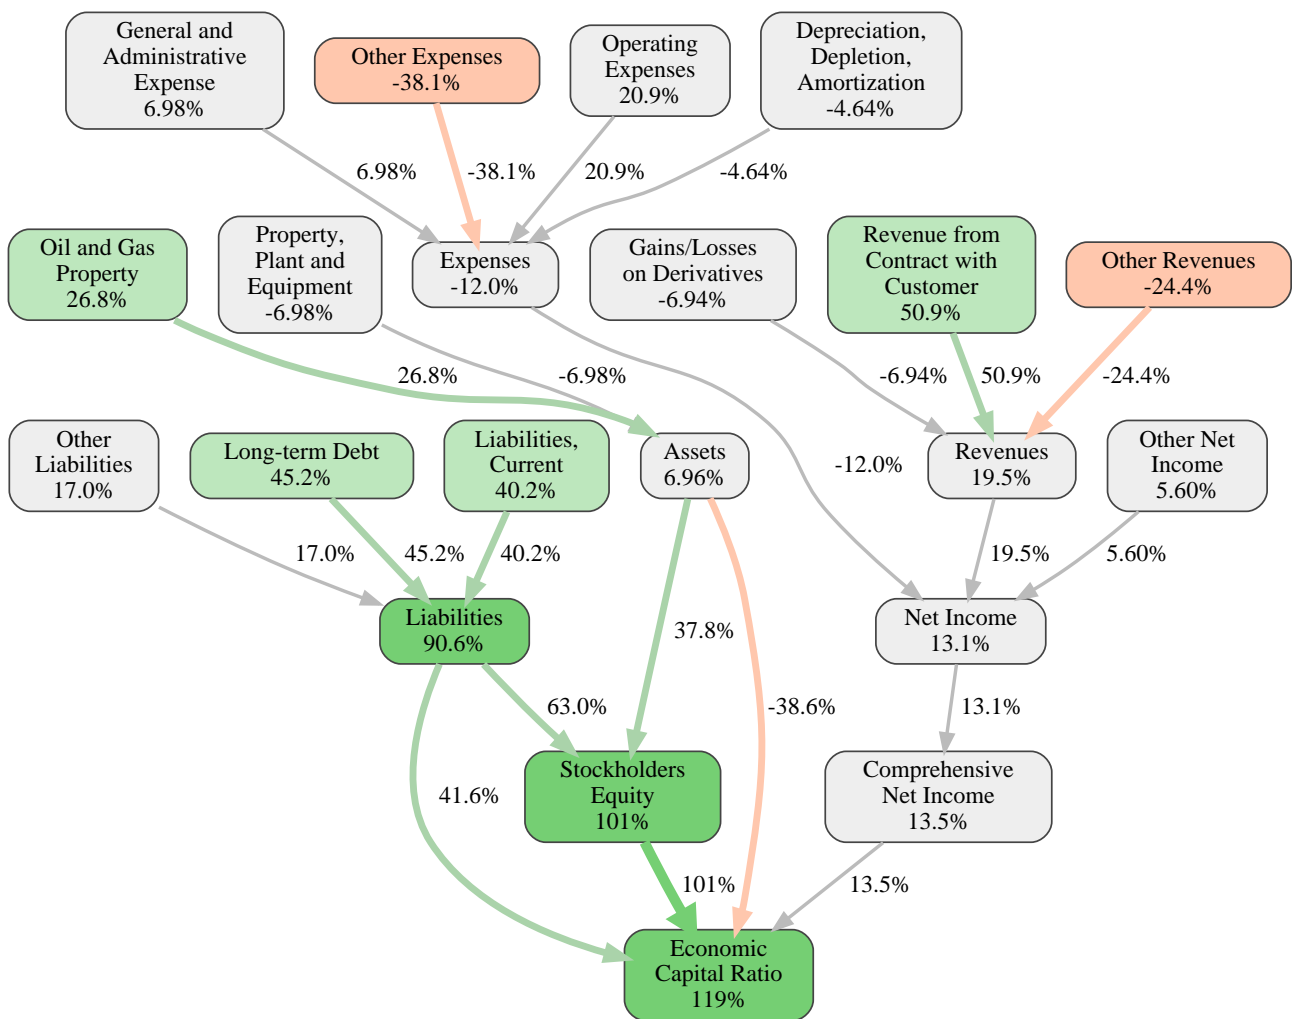 General and
Administrative
Expense
6.98%
Other Expenses
-38.1%
Operating
Expenses
20.9%
Depreciation,
Depletion,
Amortization
-4.64%
6.98%
-38.1%
20.9%
-4.64%
Oil and Gas
Property
26.8%
Property,
Plant and
Equipment
-6.98%
Expenses
-12.0%
Gains/Losses
on Derivatives
-6.94%
Revenue from
Contract with
Customer
50.9%
Other Revenues
-24.4%
26.8%
-6.98%
-12.0%
-6.94%
50.9%
-24.4%
Other
Liabilities
17.0%
Long-term Debt
45.2%
Liabilities,
Current
40.2%
Assets
6.96%
Revenues
19.5%
Other Net
Income
5.60%
17.0%
45.2%
40.2%
19.5%
5.60%
Liabilities
90.6%
37.8%
Net Income
13.1%
63.0%
-38.6%
13.1%
41.6%
Stockholders
Equity
101%
Comprehensive
Net Income
13.5%
101%
13.5%
Economic
Capital Ratio
119%